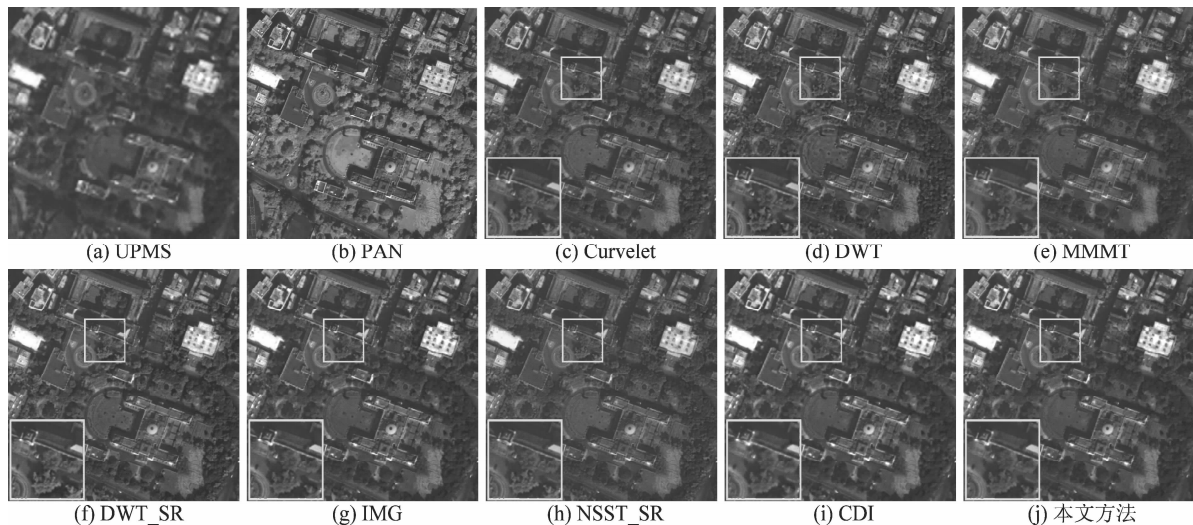 (a) UPMS (b) PAN (c) Curvelet (d) DWT (e) MMMT
(f) DWT_SR (g) IMG (h) NSST_SR (i) CDI (j) 本文方法